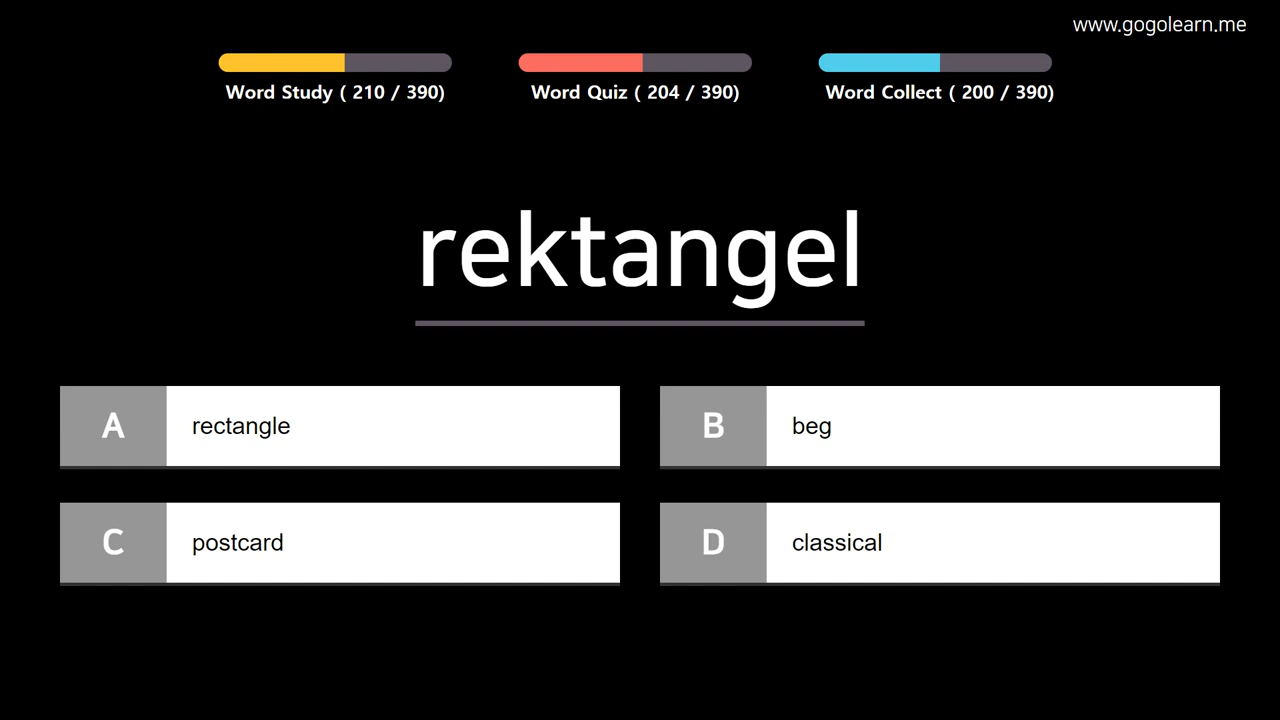 www.gogolearn.me
Word Study ( 210 / 390)
Word Quiz ( 204 / 390)
Word Collect ( 200 / 390)
rektangel
A rectangle
B beg
C postcard
D classical